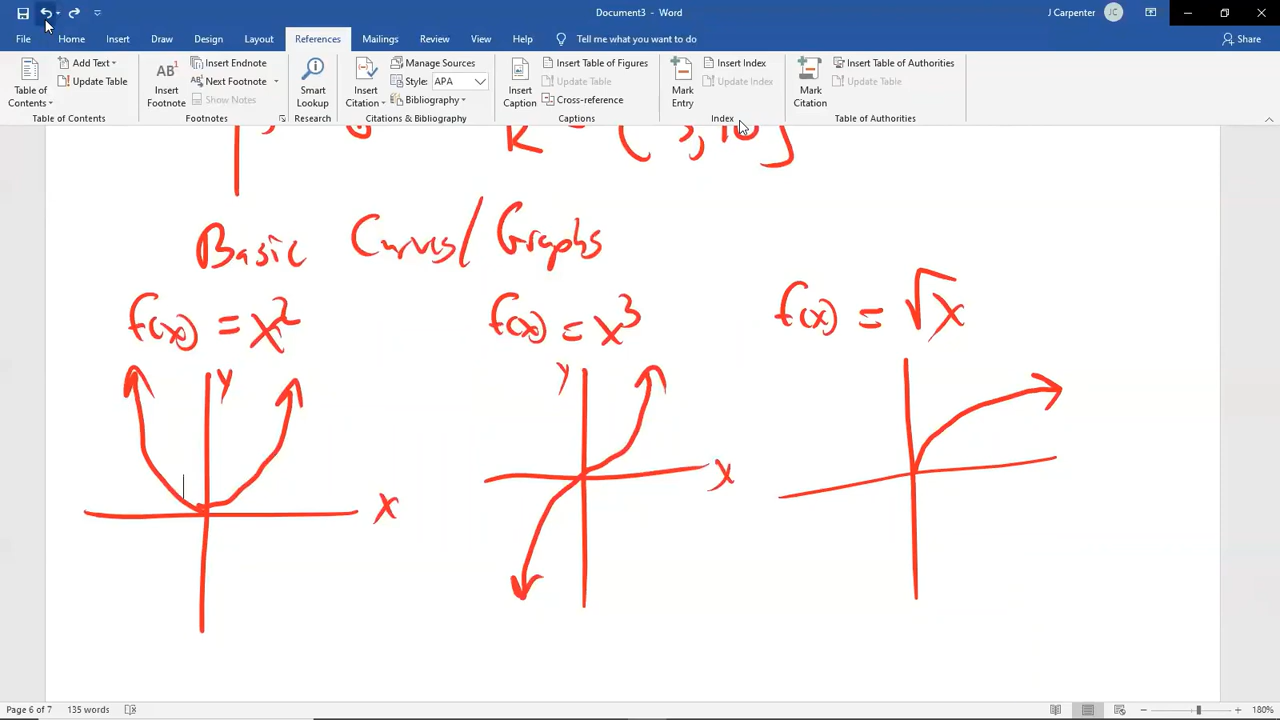 Document3 - Word
J Carpenter
JC
File Home Insert Draw Design Layout References Mailings Review View Help Tell me what you want to do Share
Table of Contents
Add Text
Update Table
Table of Contents
AB1
Insert Footnote
Insert Endnote
Next Footnote
Show Notes
Footnotes
Smart Lookup
Research
Insert Citation
Manage Sources
Style: APA
Bibliography
Citations & Bibliography
Insert Caption
Insert Table of Figures
Update Table
Cross-reference
Captions
Mark Entry
Insert Index
Update Index
Index
Mark Citation
Insert Table of Authorities
Update Table
Table of Authorities
Basic Curves/Graphs
f(x) = x² f(x) = x³ f(x) = √x
y y
x x
Page 6 of 7 135 words 180%